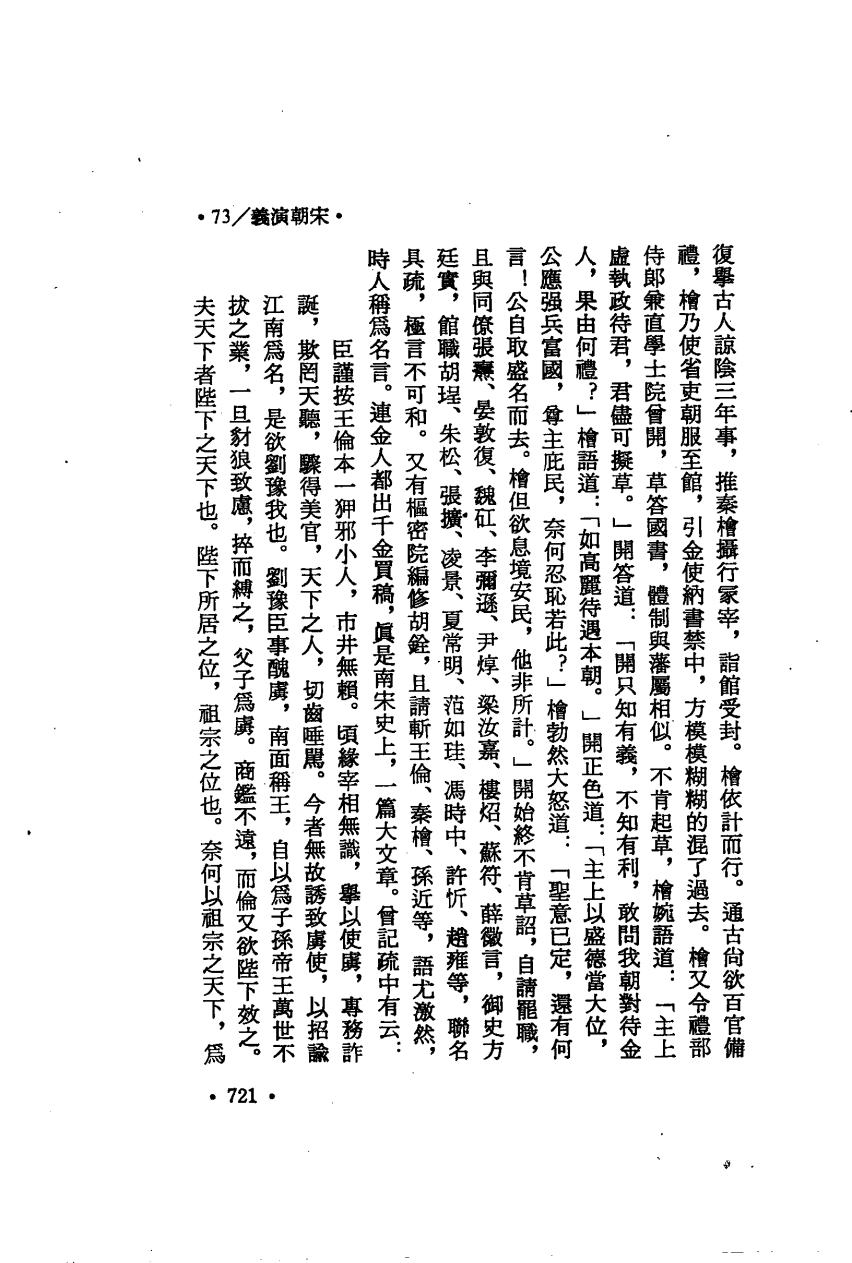 •73／義演朝宋•
復擧古人諒陰三年事，推秦檜攝行冢宰，詣館受封。檜依計而行。通古尙欲百官備
禮，檜乃使省吏朝服至館，引金使納書禁中，方模模糊糊的混了過去。檜又令禮部
侍郞兼直學士院曾開，草答國書，體制與藩屬相似。不肯起草，檜婉語道：「主上
虛執政待君，君儘可擬草。」開答道：「開只知有義，不知有利，敢問我朝對待金
人，果由何禮？」檜語道：「如高麗待遇本朝。」開正色道：「主上以盛德當大位，
公應强兵富國，尊主庇民，奈何忍恥若此？」檜勃然大怒道：「聖意已定，還有何
言！公自取盛名而去。檜但欲息境安民，他非所計。」開始終不肯草詔，自請罷職，
且與同僚張燾、晏敦復、魏矼、李彌遜、尹焞、梁汝嘉、樓炤、蘇符、薛徽言，御史方
廷實，館職胡珵、朱松、張擴、凌景、夏常明、范如珪、馮時中、許忻、趙雍等，聯名
具疏，極言不可和。又有樞密院編修胡銓，且請斬王倫、秦檜、孫近等，語尤激然，
時人稱爲名言。連金人都出千金買稿，眞是南宋史上，一篇大文章。曾記疏中有云：
臣謹按王倫本一狎邪小人，市井無賴。頃緣宰相無識，擧以使虜，專務詐
誕，欺罔天聽，驟得美官，天下之人，切齒唾駡。今者無故誘致虜使，以招諭
江南爲名，是欲劉豫我也。劉豫臣事醜虜，南面稱王，自以爲子孫帝王萬世不
拔之業，一旦豺狼致慮，捽而縛之，父子爲虜。商鑑不遠，而倫又欲陛下效之。
夫天下者陛下之天下也。陛下所居之位，祖宗之位也。奈何以祖宗之天下，爲
•721•